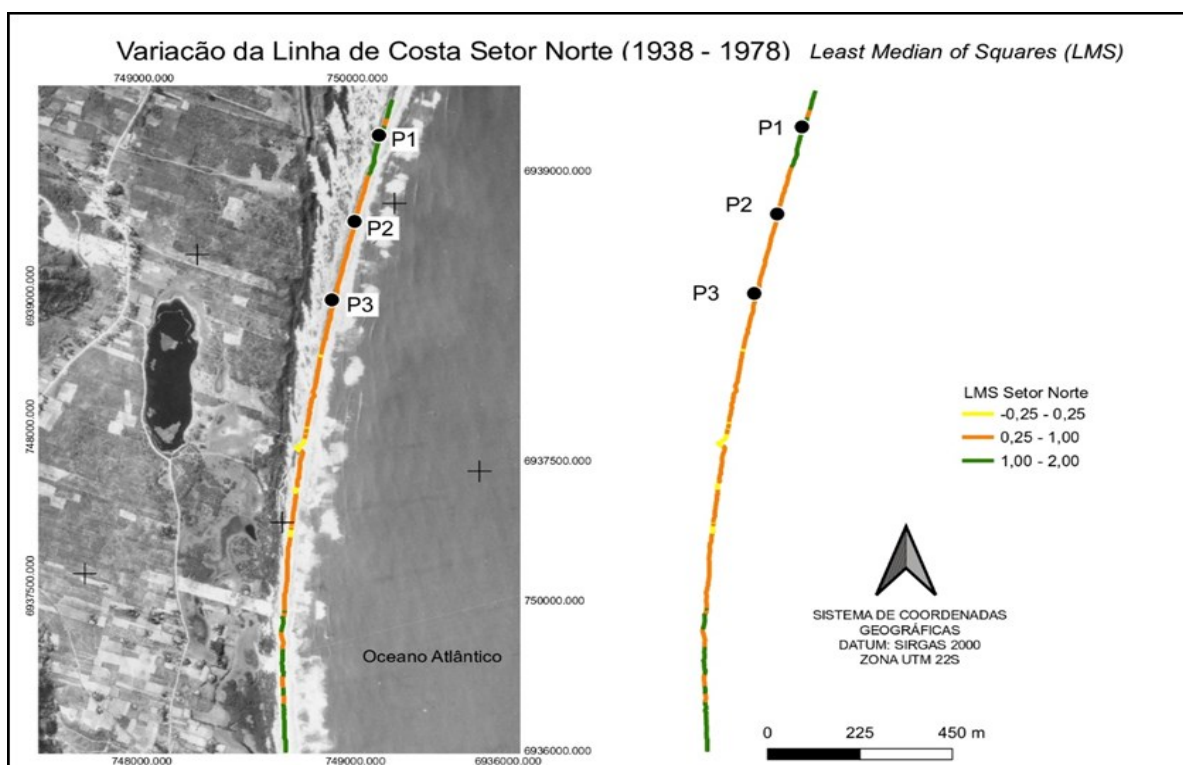 Variacão da Linha de Costa Setor Norte (1938 - 1978) Least Median of Squares (LMS)
749000.000 750000.000
P1
P1
6939000.000
P2
P2
6939000.000
P3
P3
LMS Setor Norte
-0,25 - 0,25
0,25 - 1,00
1,00 - 2,00
748000.000
6937500.000
6937500.000
750000.000
SISTEMA DE COORDENADAS
GEOGRÁFICAS
DATUM: SIRGAS 2000
ZONA UTM 22S
Oceano Atlântico
0 225 450 m
6936000.000
748000.000 749000.000 6936000.000